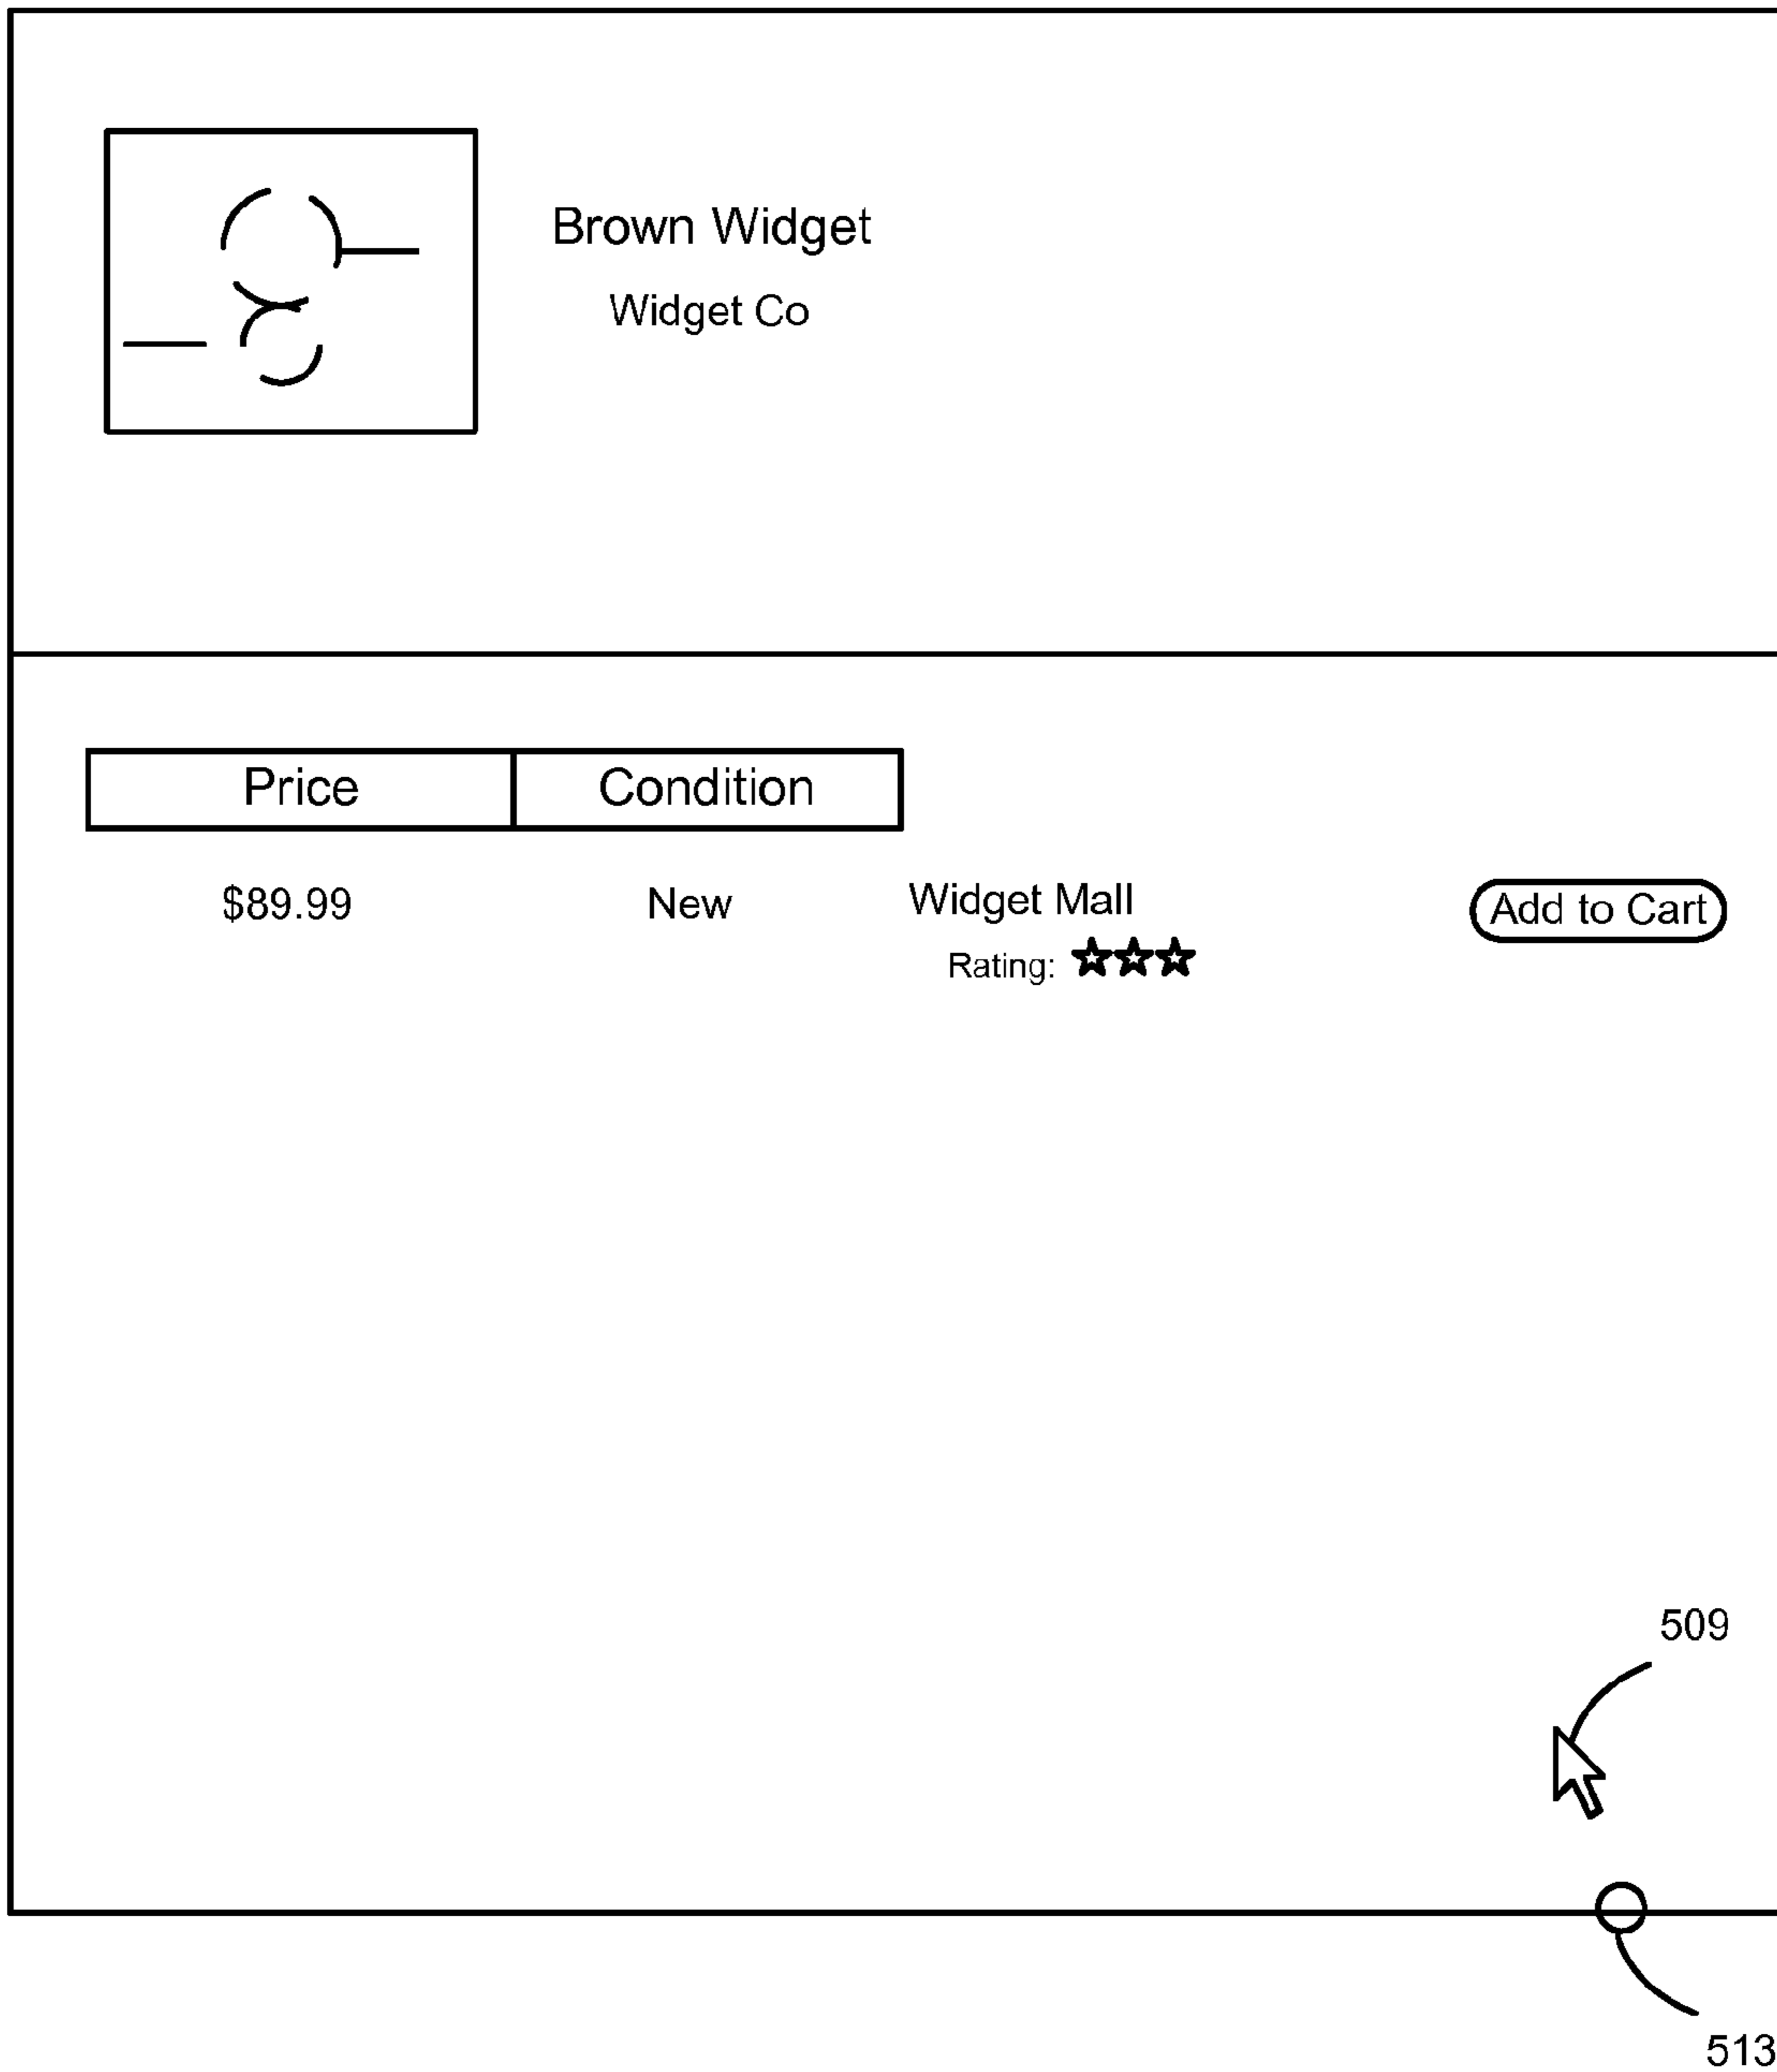 Brown Widget
Widget Co
Price Condition
$89.99 New Widget Mall Add to Cart
Rating:
509
513